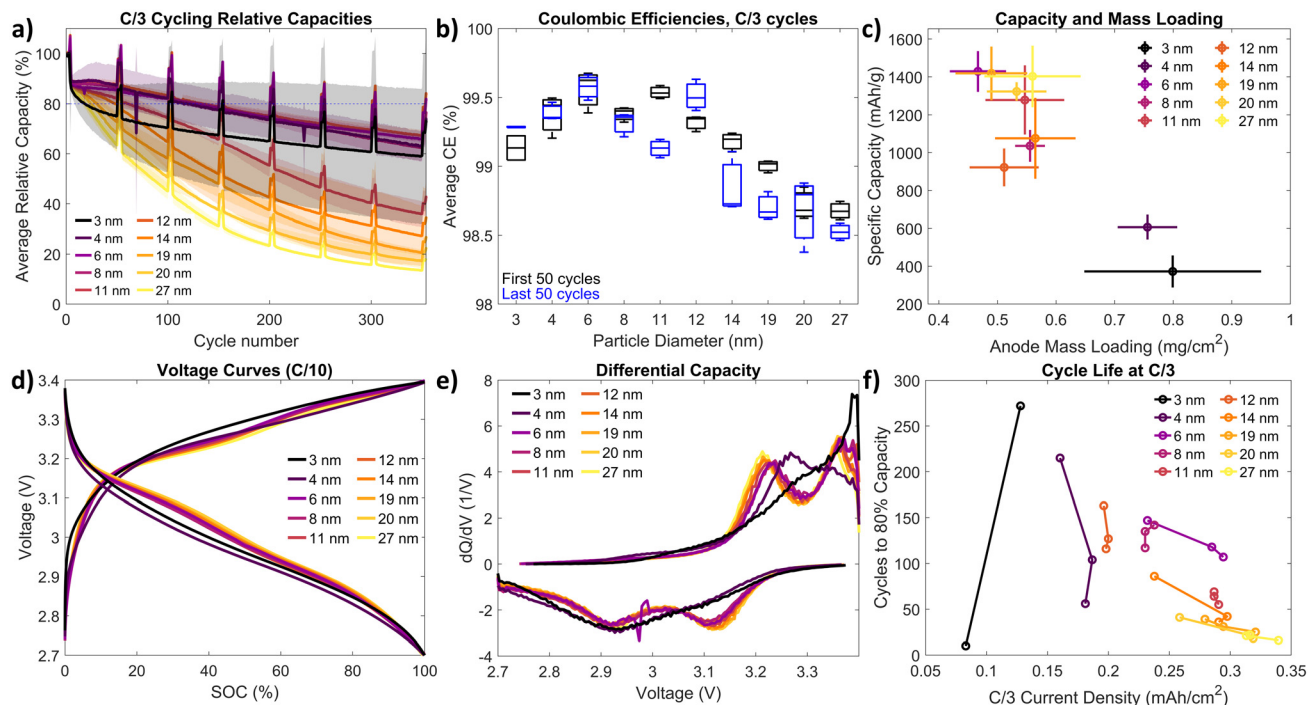 a)
C/3 Cycling Relative Capacities
Average Relative Capacity (%)
100
80
60
40
20
0
3 nm 12 nm
4 nm 14 nm
6 nm 19 nm
8 nm 20 nm
11 nm 27 nm
0 100 200 300
Cycle number
b)
Coulombic Efficiencies, C/3 cycles
Average CE (%)
99.5
99
98.5
98
First 50 cycles
Last 50 cycles
3 4 6 8 11 12 14 19 20 27
Particle Diameter (nm)
c)
Capacity and Mass Loading
Specific Capacity (mAh/g)
1600
1400
1200
1000
800
600
400
200
3 nm 12 nm
4 nm 14 nm
6 nm 19 nm
8 nm 20 nm
11 nm 27 nm
0.4 0.5 0.6 0.7 0.8 0.9 1
Anode Mass Loading (mg/cm²)
d)
Voltage Curves (C/10)
Voltage (V)
3.4
3.3
3.2
3.1
3
2.9
2.8
2.7
3 nm 12 nm
4 nm 14 nm
6 nm 19 nm
8 nm 20 nm
11 nm 27 nm
0 20 40 60 80 100
SOC (%)
e)
Differential Capacity
dQ/dV (1/V)
8
6
4
2
0
-2
-4
3 nm 12 nm
4 nm 14 nm
6 nm 19 nm
8 nm 20 nm
11 nm 27 nm
2.7 2.8 2.9 3 3.1 3.2 3.3 3.4
Voltage (V)
f)
Cycle Life at C/3
Cycles to 80% Capacity
300
250
200
150
100
50
0
3 nm 12 nm
4 nm 14 nm
6 nm 19 nm
8 nm 20 nm
11 nm 27 nm
0.05 0.1 0.15 0.2 0.25 0.3 0.35
C/3 Current Density (mAh/cm²)